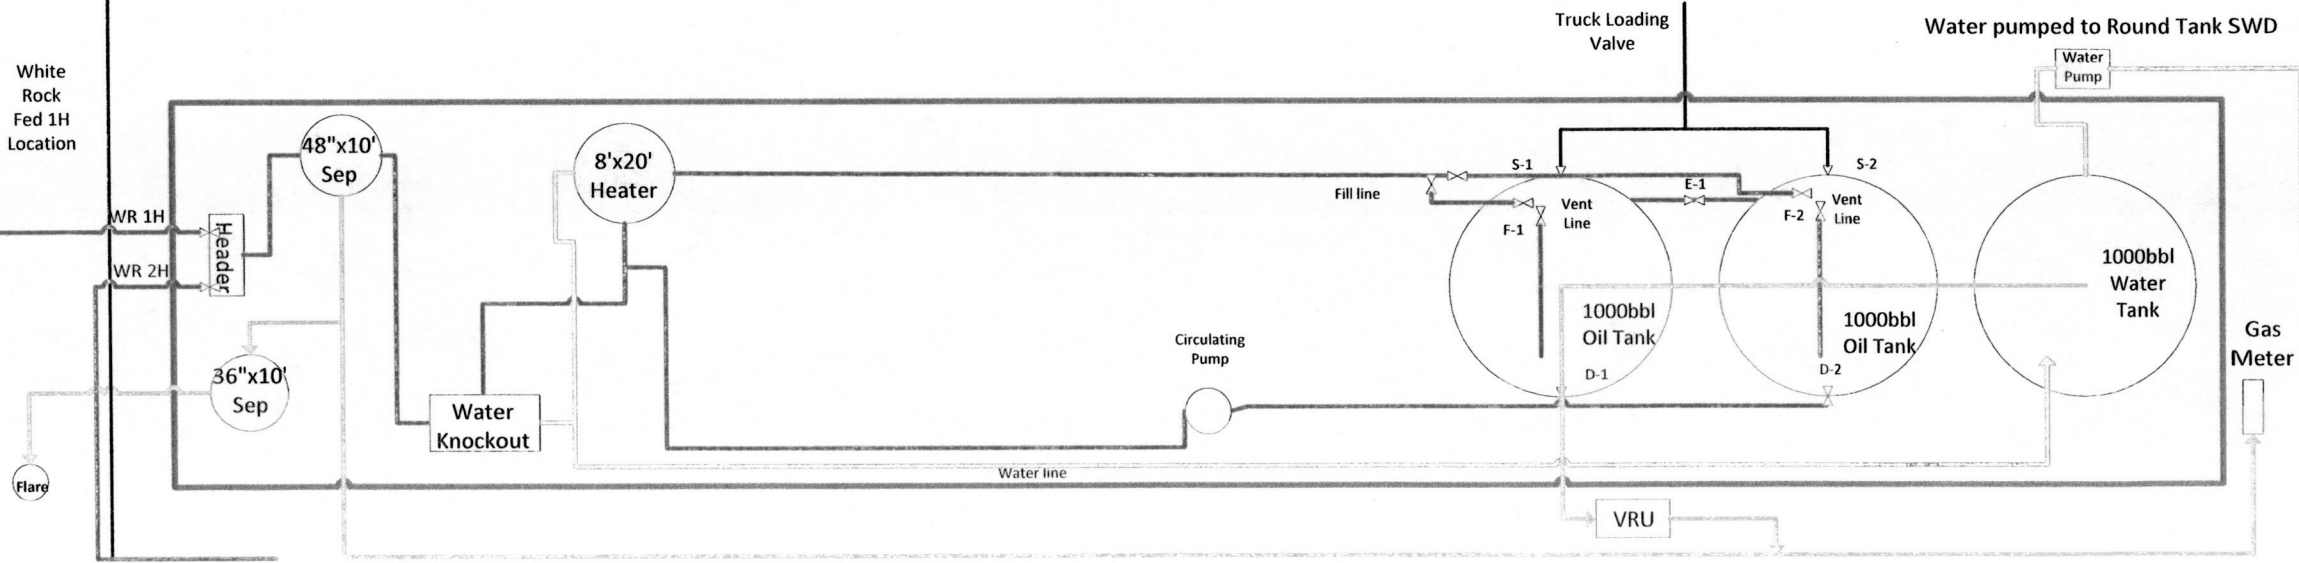 Truck Loading
Valve
Water pumped to Round Tank SWD
Water
Pump
White
Rock
Fed 1H
Location
48"x10'
Sep
8'x20'
Heater
S-1
S-2
E-1
Fill line
Vent
Line
F-1
F-2
Vent
Line
WR 1H
Header
WR 2H
1000bbl
Water
Tank
1000bbl
Oil Tank
1000bbl
Oil Tank
Circulating
Pump
Gas
Meter
D-1
D-2
36"x10'
Sep
Water
Knockout
Flare
Water line
VRU